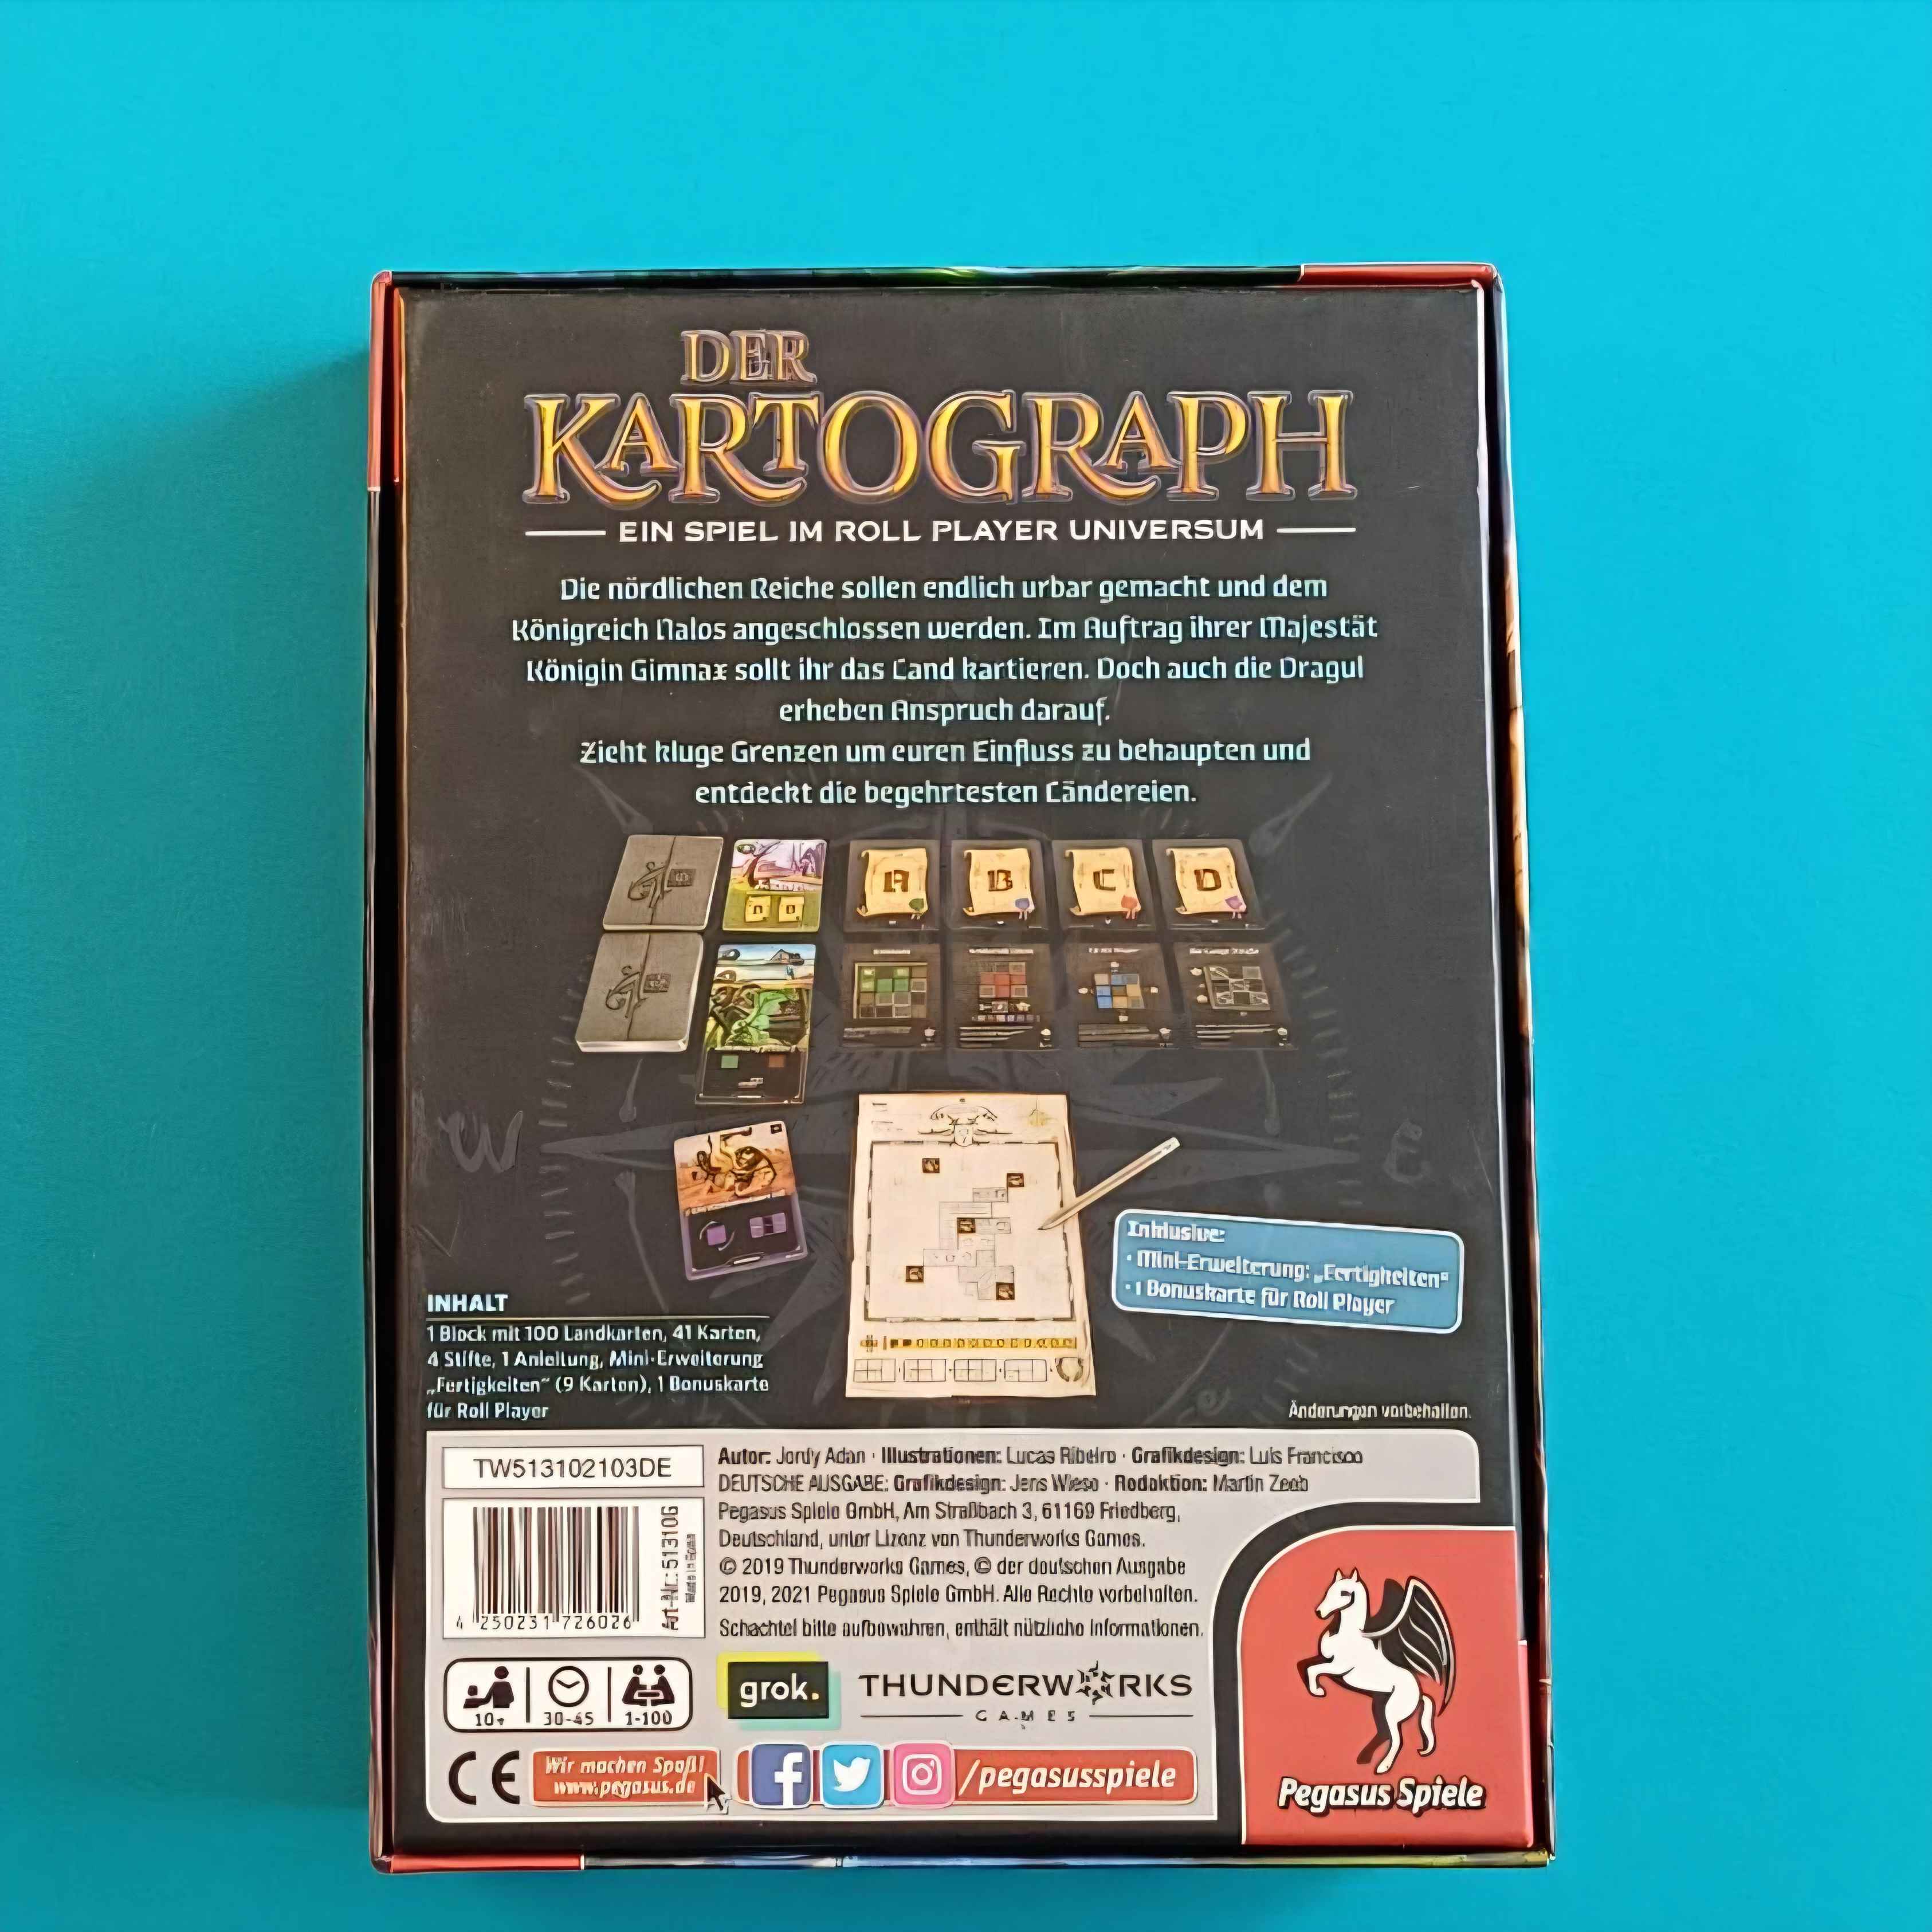 DER
KARTOGRAPH
EIN SPIEL IM ROLL PLAYER UNIVERSUM
Die nördlichen Reiche sollen endlich urbar gemacht und dem
Königreich Nalos angeschlossen werden. Im Auftrag ihrer Majestät
Königin Gimnax sollt ihr das Land kartieren. Doch auch die Dragul
erheben Anspruch darauf.
Zieht kluge Grenzen um euren Einfluss zu behaupten und
entdeckt die begehrtesten Ländereien.
A B C D
W
Inklusive:
· Mini-Erweiterung: „Fertigkeiten“
· 1 Bonuskarte für Roll Player
INHALT
1 Block mit 100 Landkarten, 41 Karten,
4 Stifte, 1 Anleitung, Mini-Erweiterung
„Fertigkeiten“ (9 Karten), 1 Bonuskarte
für Roll Player
Änderungen vorbehalten.
TW513102103DE
Autor: Jordy Adan · Illustrationen: Lucas Ribeiro · Grafikdesign: Luis Francisco
DEUTSCHE AUSGABE: Grafikdesign: Jens Wiese · Redaktion: Martin Zeeb
Pegasus Spiele GmbH, Am Straßbach 3, 61169 Friedberg,
Deutschland, unter Lizenz von Thunderworks Games.
© 2019 Thunderworks Games, © der deutschen Ausgabe
2019, 2021 Pegasus Spiele GmbH. Alle Rechte vorbehalten.
Schachtel bitte aufbewahren, enthält nützliche Informationen.
4 250231 726026
Art-Nr.: 51310G
10+ 30-45 1-100
grok.
THUNDERWORKS
GAMES
CE
Wir machen Spaß!
www.pegasus.de
/pegasusspiele
Pegasus Spiele